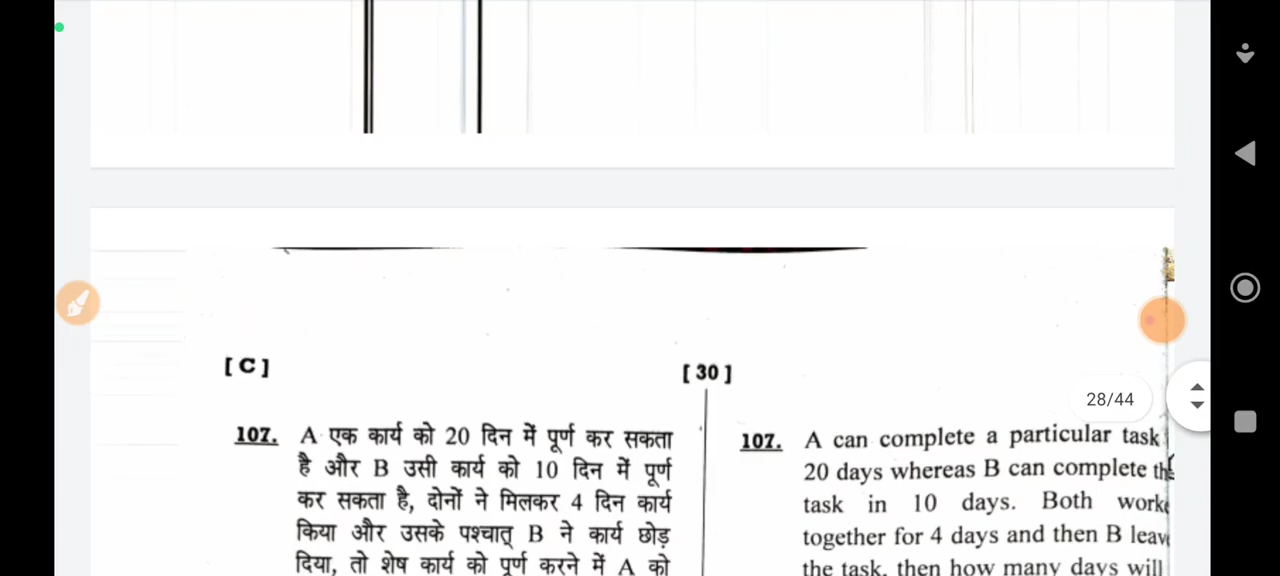 [ C ]
[ 30 ]
28/44
107. A एक कार्य को 20 दिन में पूर्ण कर सकता
है और B उसी कार्य को 10 दिन में पूर्ण
कर सकता है, दोनों ने मिलकर 4 दिन कार्य
किया और उसके पश्चात् B ने कार्य छोड़
दिया, तो शेष कार्य को पूर्ण करने में A को
107. A can complete a particular task
20 days whereas B can complete
task in 10 days. Both
together for 4 days and then B
the task, then how many days will